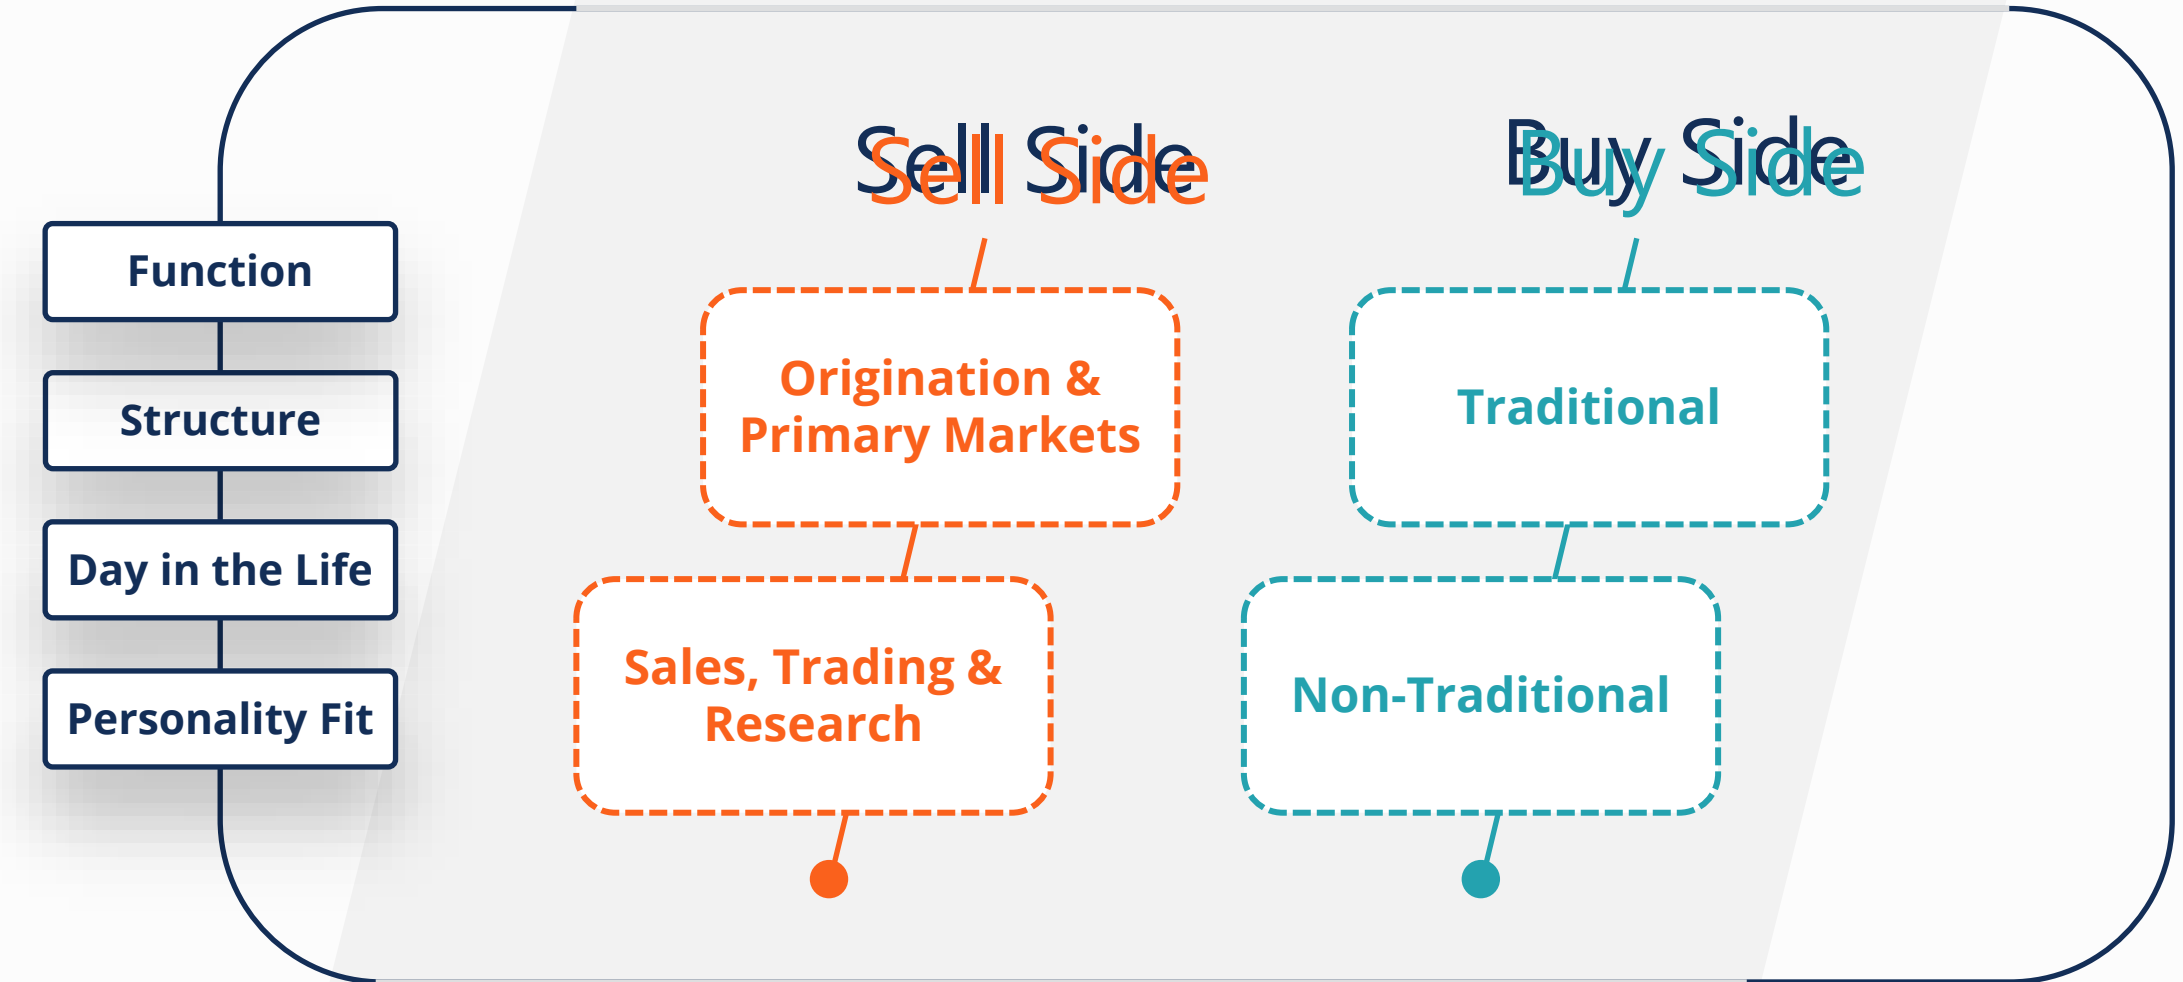 Function
Structure
Day in the Life
Personality Fit
Sell Side
Origination &
Primary Markets
Sales, Trading &
Research
Buy Side
Traditional
Non-Traditional